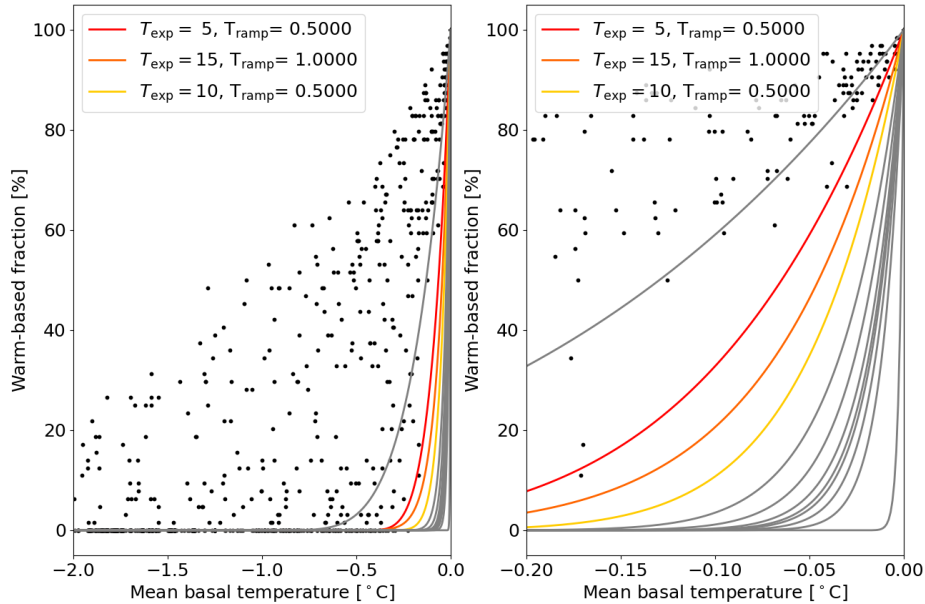 T_exp = 5, T_ramp= 0.5000
T_exp = 15, T_ramp= 1.0000
T_exp = 10, T_ramp= 0.5000
100
80
60
40
20
0
Warm-based fraction [%]
-2.0 -1.5 -1.0 -0.5 0.0
Mean basal temperature [°C]
T_exp = 5, T_ramp= 0.5000
T_exp = 15, T_ramp= 1.0000
T_exp = 10, T_ramp= 0.5000
100
80
60
40
20
0
Warm-based fraction [%]
-0.20 -0.15 -0.10 -0.05 0.00
Mean basal temperature [°C]